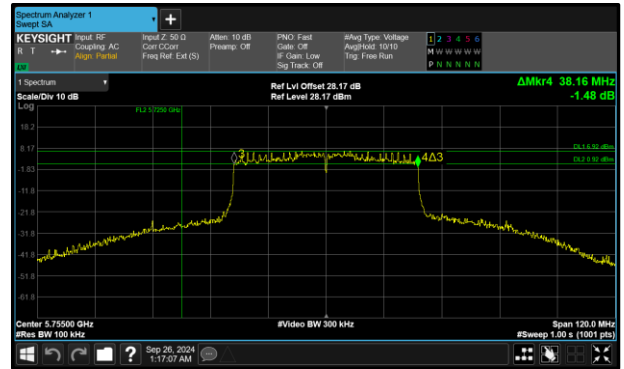 Spectrum Analyzer 1
Swept SA
KEYSIGHT
R T
LXI
Input: RF
Coupling: AC
Align: Partial
Input Z: 50 Ω
Corr CCorr
Freq Ref: Ext (S)
Atten: 10 dB
Preamp: Off
PNO: Fast
Gate: Off
IF Gain: Low
Sig Track: Off
#Avg Type: Voltage
Avg|Hold: 10/10
Trig: Free Run
1 2 3 4 5 6
M W W W W W
P N N N N N
1 Spectrum
Scale/Div 10 dB
Log
Ref Lvl Offset 28.17 dB
Ref Level 28.17 dBm
ΔMkr4 38.16 MHz
-1.48 dB
FL2 5.7250 GHz
18.2
8.17
DL1 6.92 dBm
3
4Δ3
DL2 0.92 dBm
-1.83
-11.8
-21.8
-31.8
-41.8
-51.8
-61.8
Center 5.75500 GHz
#Video BW 300 kHz
Span 120.0 MHz
#Res BW 100 kHz
#Sweep 1.00 s (1001 pts)
?
Sep 26, 2024
1:17:07 AM